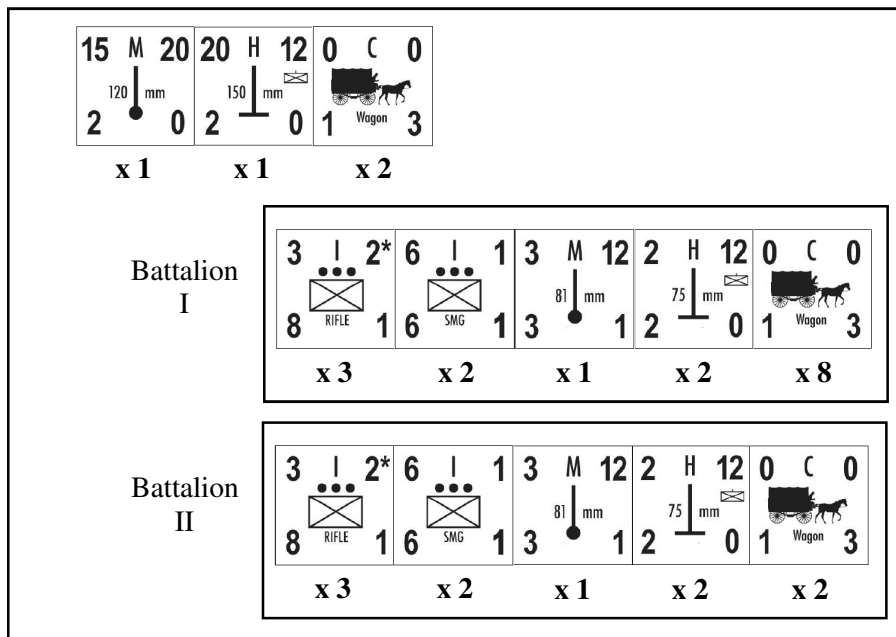 15 M 20 20 H 12 0 C 0
120 mm 150 mm
2 0 2 0 1 Wagon 3
x 1 x 1 x 2
Battalion
I
3 I 2* 6 I 1 3 M 12 2 H 12 0 C 0
81 mm 75 mm
8 RIFLE 1 6 SMG 1 3 1 2 0 1 Wagon 3
x 3 x 2 x 1 x 2 x 8
Battalion
II
3 I 2* 6 I 1 3 M 12 2 H 12 0 C 0
81 mm 75 mm
8 RIFLE 1 6 SMG 1 3 1 2 0 1 Wagon 3
x 3 x 2 x 1 x 2 x 2